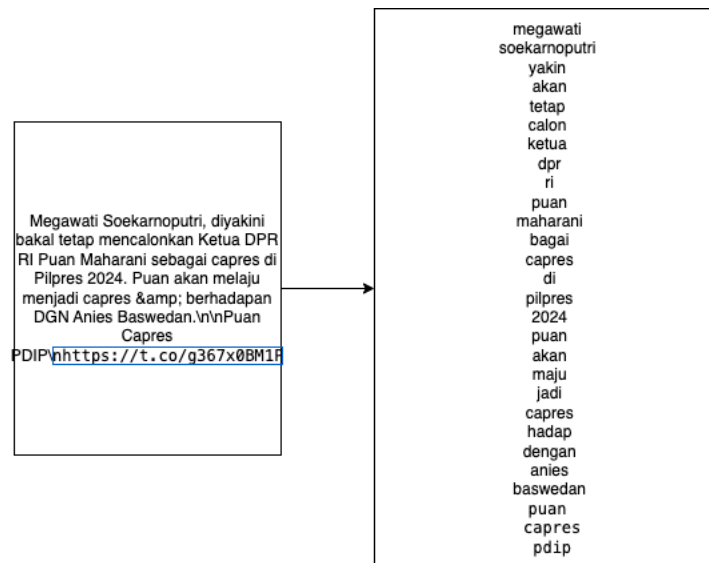 Megawati Soekarnoputri, diyakini
bakal tetap mencalonkan Ketua DPR
RI Puan Maharani sebagai capres di
Pilpres 2024. Puan akan melaju
menjadi capres &amp; berhadapan
DGN Anies Baswedan.\n\nPuan
Capres
PDIP\nhttps://t.co/g367x0BM1R
megawati
soekarnoputri
yakin
akan
tetap
calon
ketua
dpr
ri
puan
maharani
bagai
capres
di
pilpres
2024
puan
akan
maju
jadi
capres
hadap
dengan
anies
baswedan
puan
capres
pdip